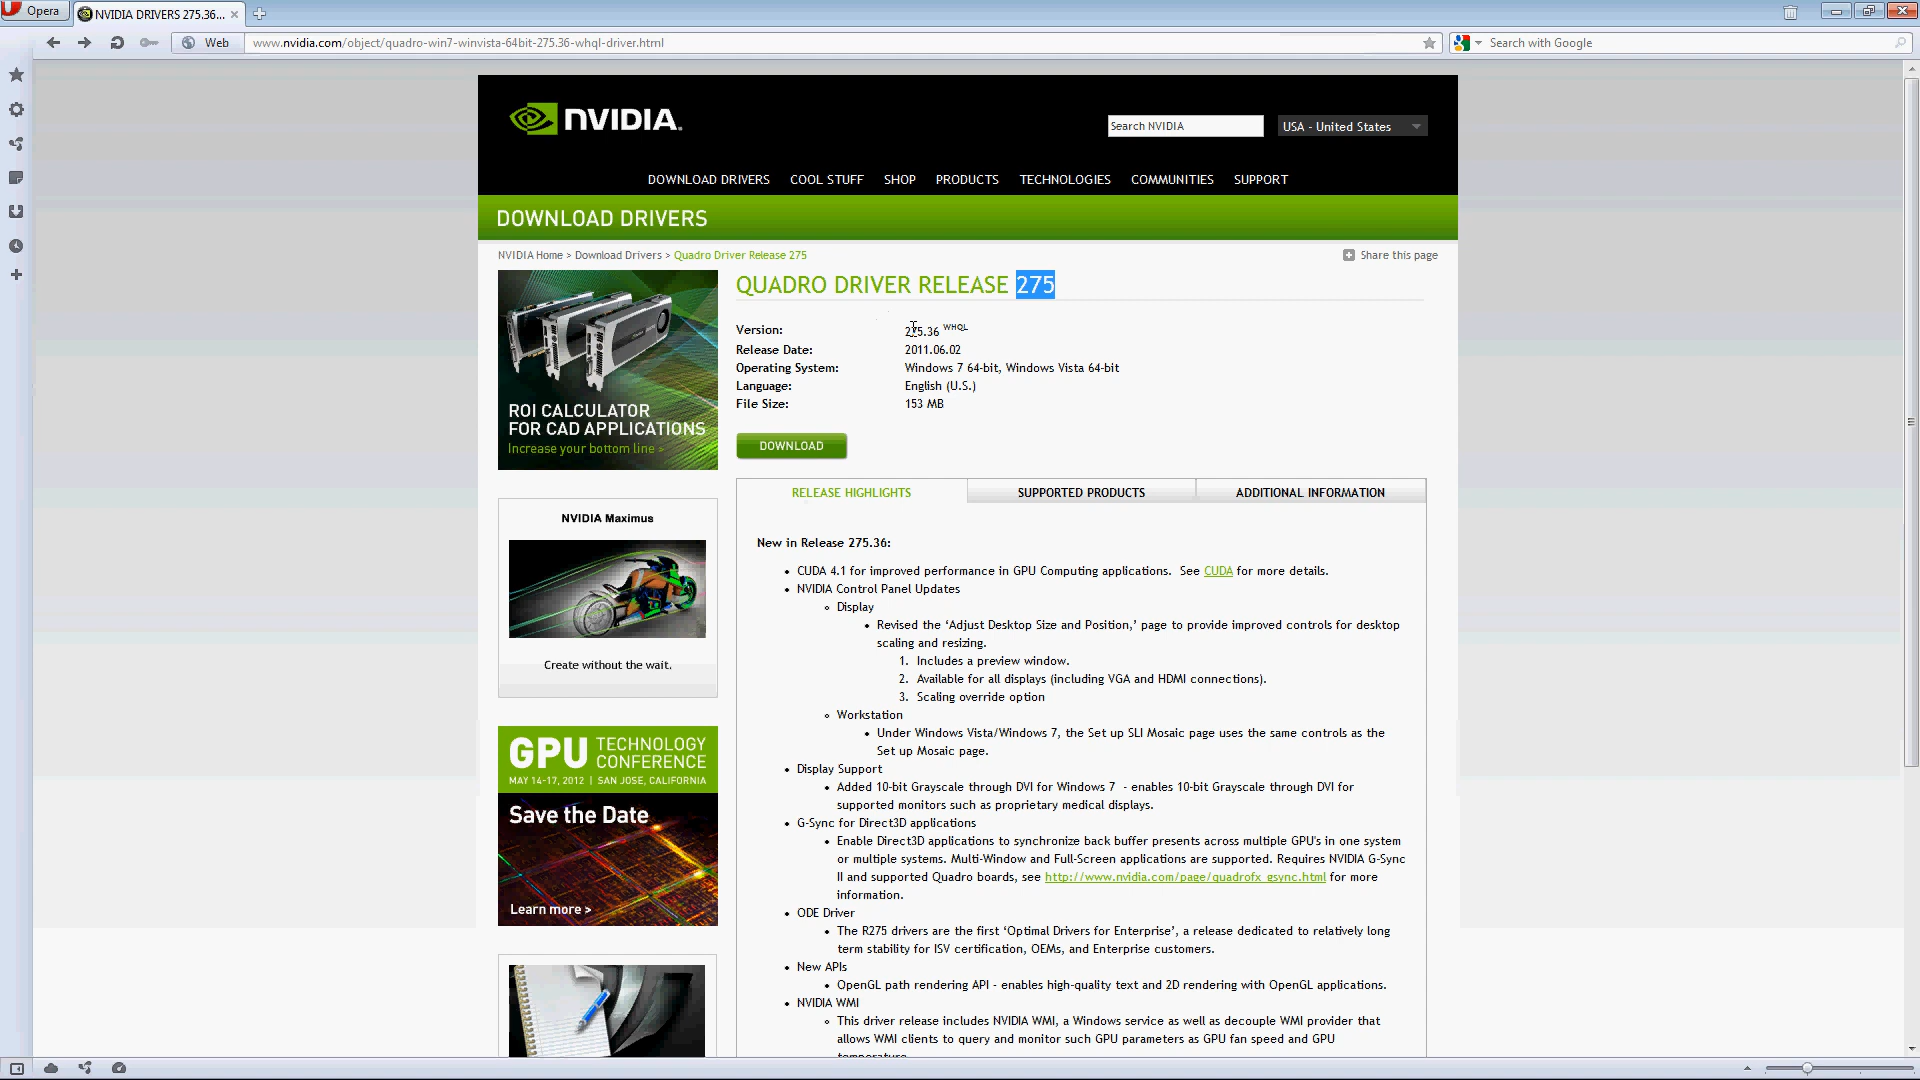 Opera
NVIDIA DRIVERS 275.36...
Web
www.nvidia.com/object/quadro-win7-winvista-64bit-275.36-whql-driver.html
Search with Google
NVIDIA.
Search NVIDIA
USA - United States
DOWNLOAD DRIVERS COOL STUFF SHOP PRODUCTS TECHNOLOGIES COMMUNITIES SUPPORT
DOWNLOAD DRIVERS
NVIDIA Home > Download Drivers > Quadro Driver Release 275
Share this page
ROI CALCULATOR
FOR CAD APPLICATIONS
Increase your bottom line >
QUADRO DRIVER RELEASE 275
Version: 275.36 WHQL
Release Date: 2011.06.02
Operating System: Windows 7 64-bit, Windows Vista 64-bit
Language: English (U.S.)
File Size: 153 MB
DOWNLOAD
NVIDIA Maximus
Create without the wait.
GPU TECHNOLOGY CONFERENCE
MAY 14-17, 2012 | SAN JOSE, CALIFORNIA
Save the Date
Learn more >
RELEASE HIGHLIGHTS SUPPORTED PRODUCTS ADDITIONAL INFORMATION
New in Release 275.36:
• CUDA 4.1 for improved performance in GPU Computing applications. See CUDA for more details.
• NVIDIA Control Panel Updates
◦ Display
• Revised the ‘Adjust Desktop Size and Position,’ page to provide improved controls for desktop
scaling and resizing.
1. Includes a preview window.
2. Available for all displays (including VGA and HDMI connections).
3. Scaling override option
◦ Workstation
• Under Windows Vista/Windows 7, the Set up SLI Mosaic page uses the same controls as the
Set up Mosaic page.
• Display Support
• Added 10-bit Grayscale through DVI for Windows 7 - enables 10-bit Grayscale through DVI for
supported monitors such as proprietary medical displays.
• G-Sync for Direct3D applications
• Enable Direct3D applications to synchronize back buffer presents across multiple GPU's in one system
or multiple systems. Multi-Window and Full-Screen applications are supported. Requires NVIDIA G-Sync
II and supported Quadro boards, see http://www.nvidia.com/page/quadrofx_gsync.html for more
information.
• ODE Driver
• The R275 drivers are the first ‘Optimal Drivers for Enterprise’, a release dedicated to relatively long
term stability for ISV certification, OEMs, and Enterprise customers.
• New APIs
• OpenGL path rendering API - enables high-quality text and 2D rendering with OpenGL applications.
• NVIDIA WMI
◦ This driver release includes NVIDIA WMI, a Windows service as well as decouple WMI provider that
allows WMI clients to query and monitor such GPU parameters as GPU fan speed and GPU
temperature